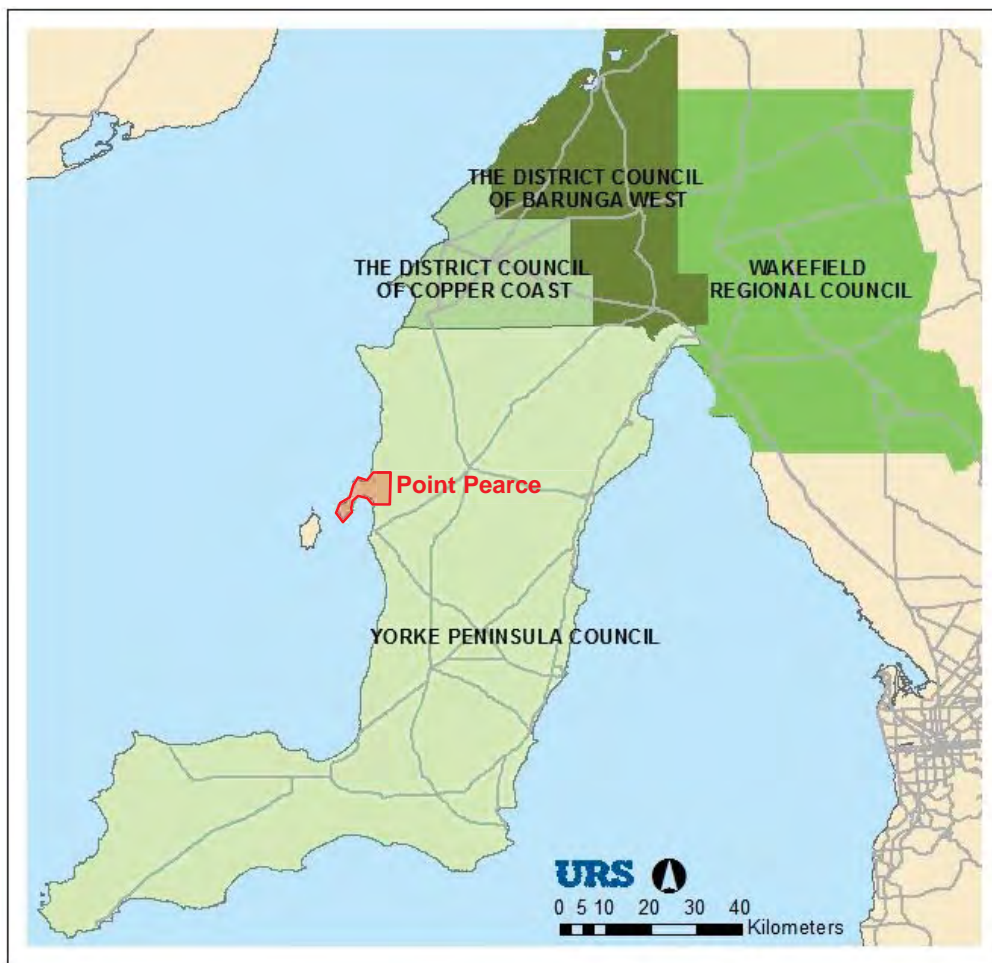 THE DISTRICT COUNCIL
OF BARUNGA WEST
THE DISTRICT COUNCIL
OF COPPER COAST
WAKEFIELD
REGIONAL COUNCIL
Point Pearce
YORKE PENINSULA COUNCIL
URS
0 5 10 20 30 40
Kilometers